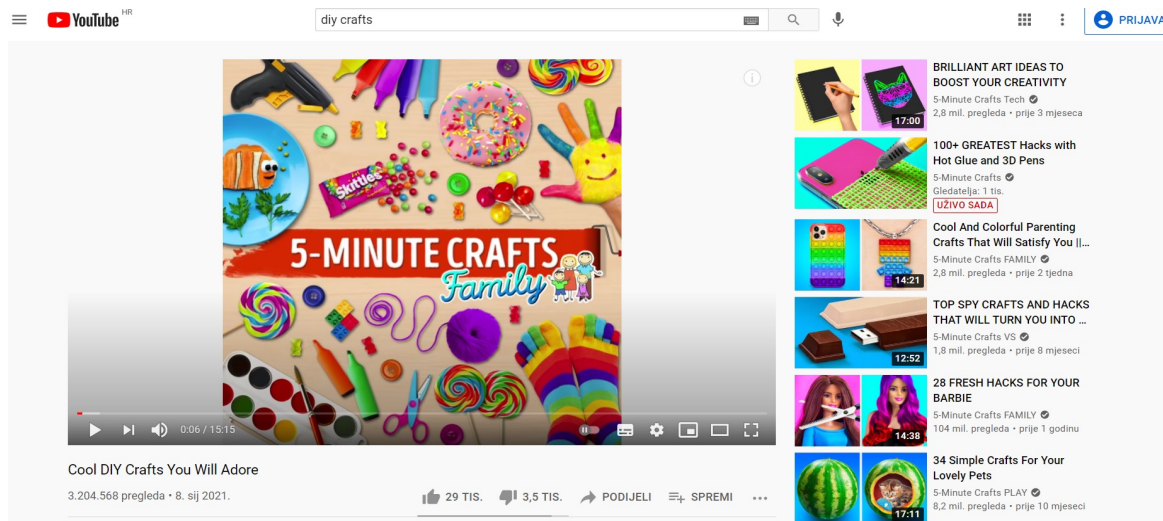 YouTube HR
diy crafts
PRIJAVA
Skittles
5-MINUTE CRAFTS
Family
0:06 / 15:15
Cool DIY Crafts You Will Adore
3.204.568 pregleda • 8. sij 2021.
29 TIS.
3,5 TIS.
PODIJELI
SPREMI
BRILLIANT ART IDEAS TO
BOOST YOUR CREATIVITY
5-Minute Crafts Tech
2,8 mil. pregleda • prije 3 mjeseca
17:00
100+ GREATEST Hacks with
Hot Glue and 3D Pens
5-Minute Crafts
Gledatelja: 1 tis.
UŽIVO SADA
Cool And Colorful Parenting
Crafts That Will Satisfy You ||...
5-Minute Crafts FAMILY
2,8 mil. pregleda • prije 2 tjedna
14:21
TOP SPY CRAFTS AND HACKS
THAT WILL TURN YOU INTO ...
5-Minute Crafts VS
1,8 mil. pregleda • prije 8 mjeseci
12:52
28 FRESH HACKS FOR YOUR
BARBIE
5-Minute Crafts FAMILY
104 mil. pregleda • prije 1 godinu
14:38
34 Simple Crafts For Your
Lovely Pets
5-Minute Crafts PLAY
8,2 mil. pregleda • prije 10 mjeseci
17:11